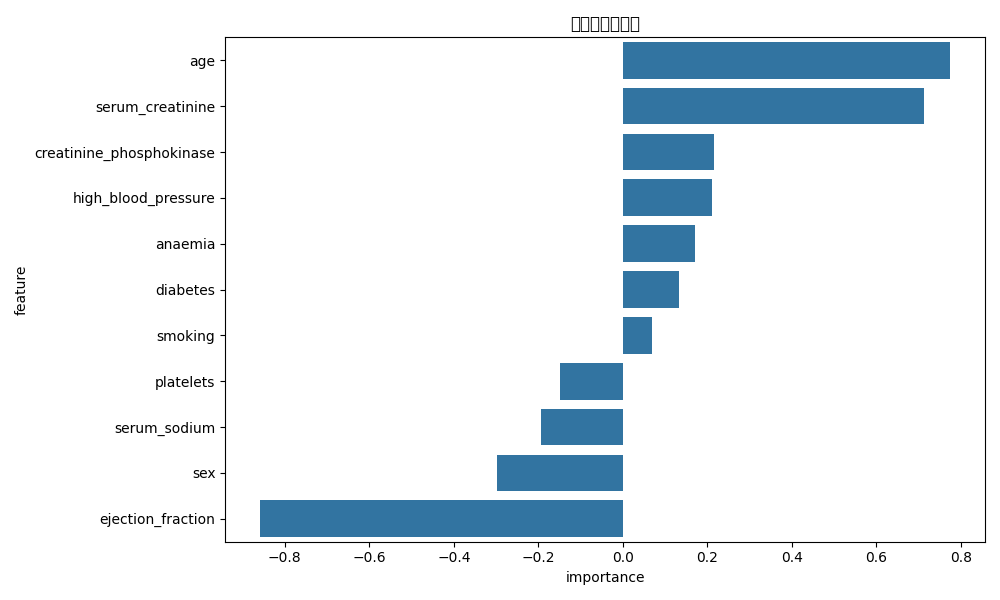 age
serum_creatinine
creatinine_phosphokinase
high_blood_pressure
anaemia
diabetes
smoking
platelets
serum_sodium
sex
ejection_fraction
feature
−0.8 −0.6 −0.4 −0.2 0.0 0.2 0.4 0.6 0.8
importance